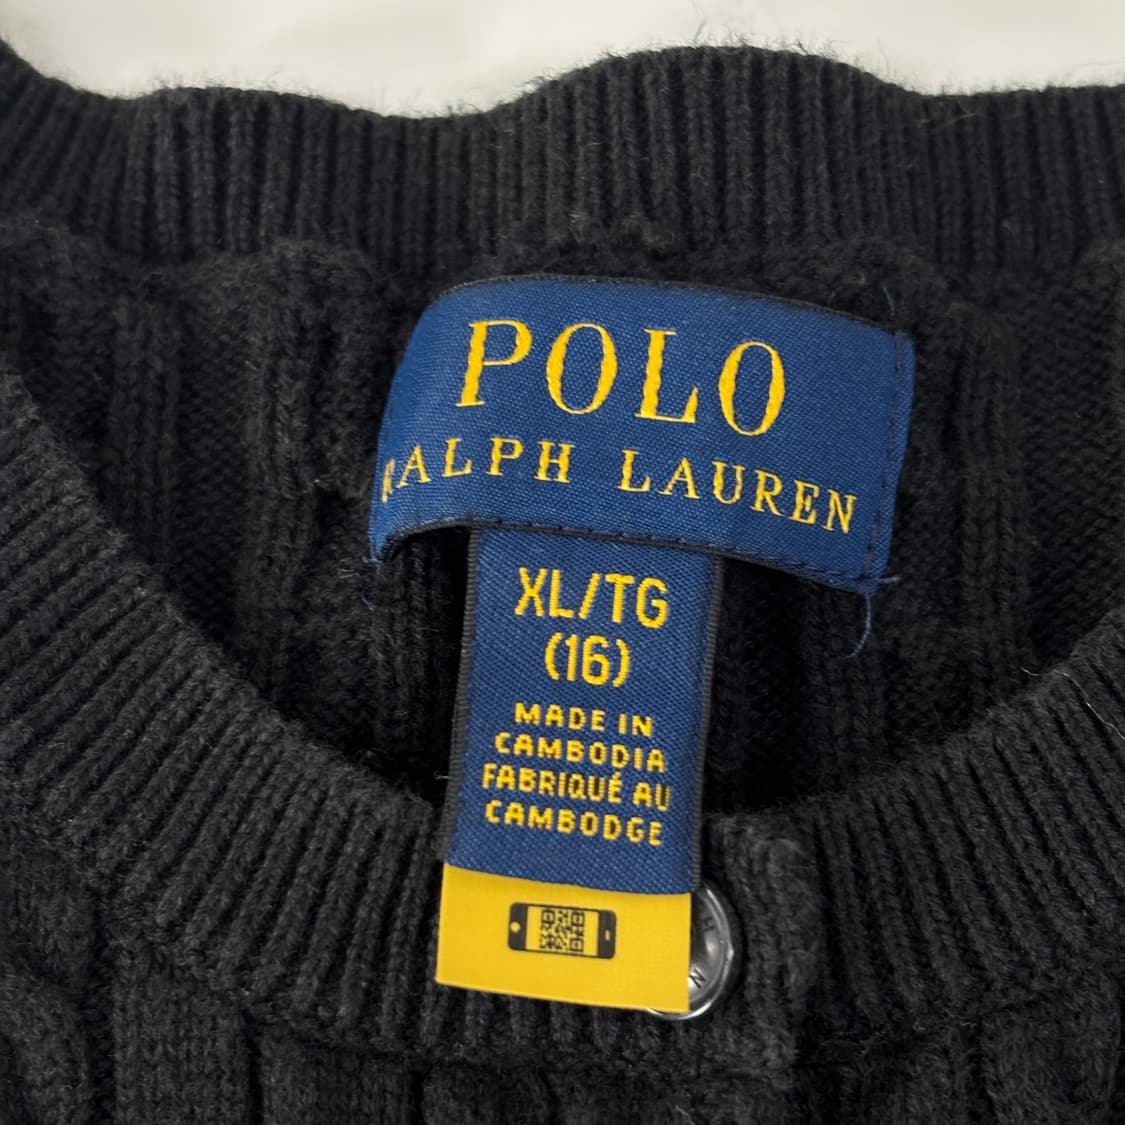 POLO
RALPH LAUREN
XL/TG
(16)
MADE IN
CAMBODIA
FABRIQUÉ AU
CAMBODGE